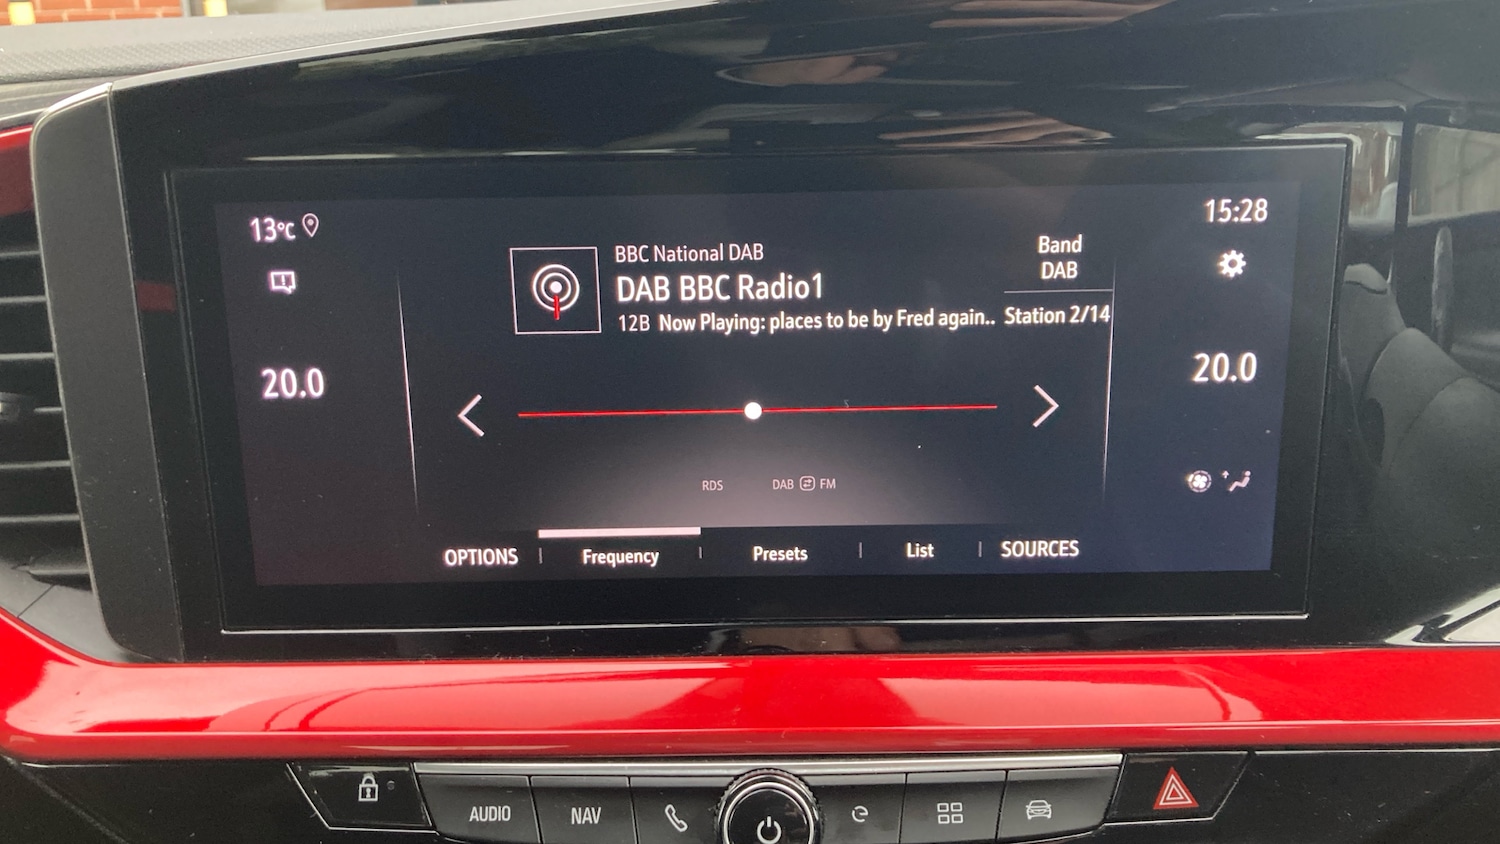 13°C
15:28
BBC National DAB
DAB BBC Radio1
12B Now Playing: places to be by Fred again..
Band
DAB
Station 2/14
20.0
20.0
RDS
DAB FM
OPTIONS
Frequency
Presets
List
SOURCES
AUDIO
NAV